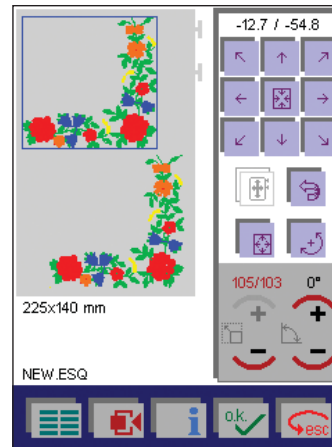 -12.7 / -54.8
105/103 0°
225x140 mm
NEW.ESQ
i
o.k.
esc